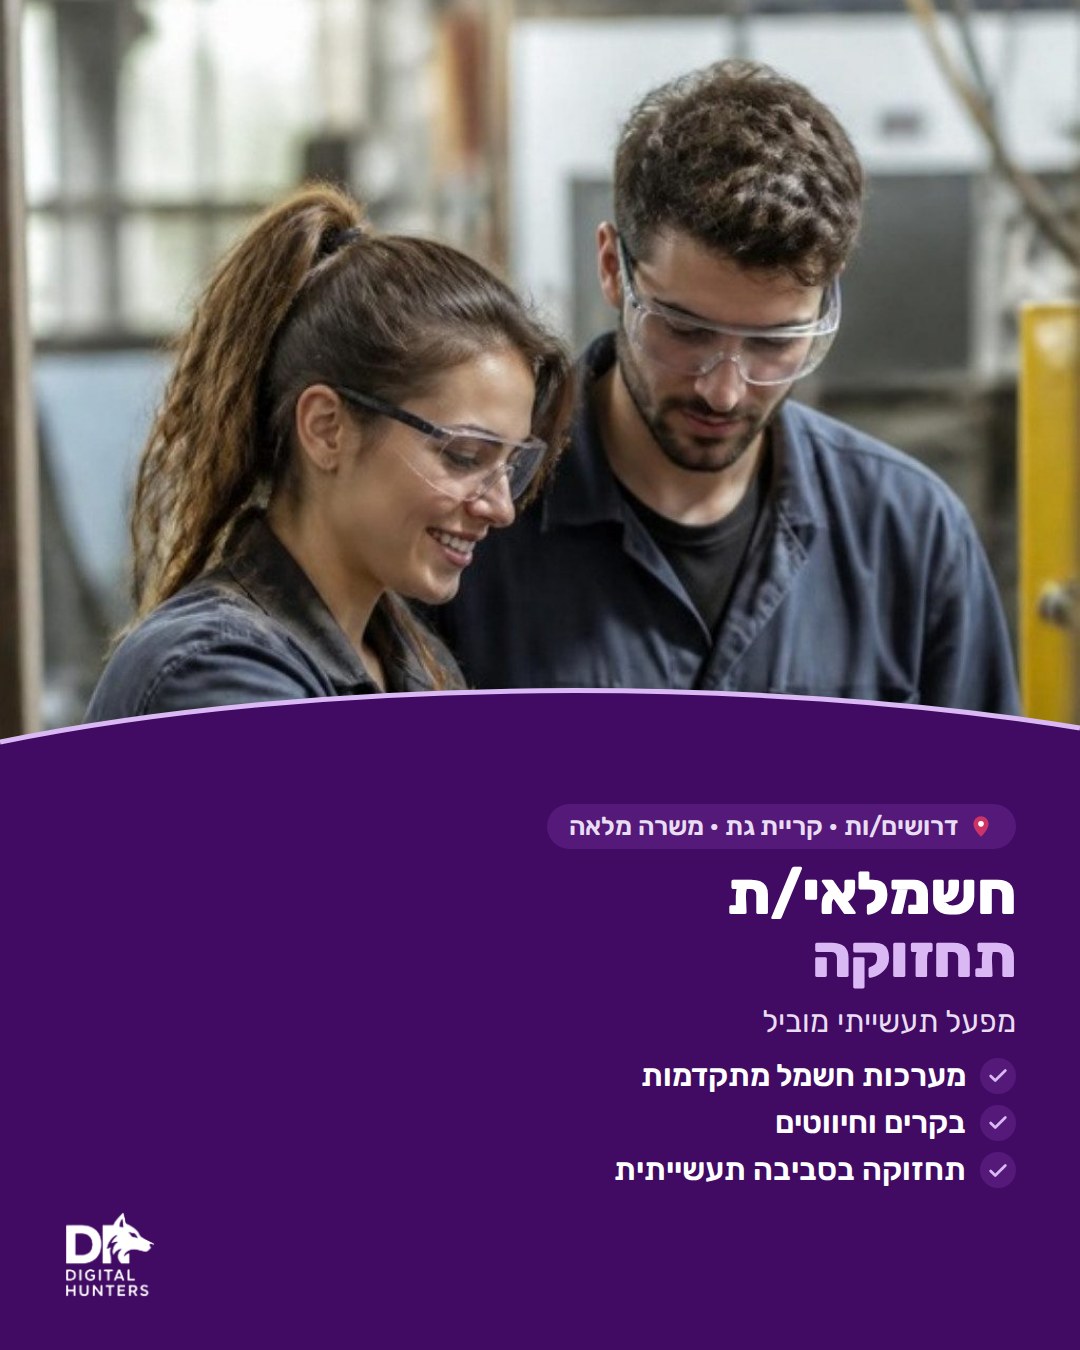 דרושים/ות • קריית גת • משרה מלאה
חשמלאי/ת
תחזוקה
מפעל תעשייתי מוביל
מערכות חשמל מתקדמות
בקרים וחיווטים
תחזוקה בסביבה תעשייתית
DH
DIGITAL
HUNTERS